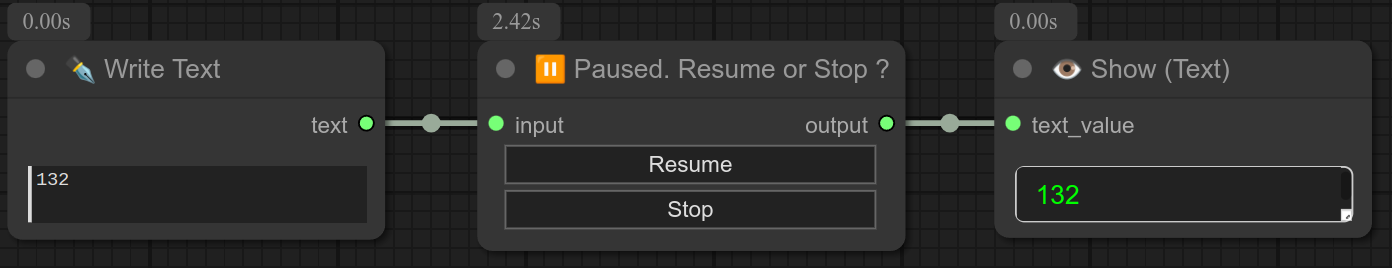 0.00s
Write Text
text
132
2.42s
Paused. Resume or Stop ?
input output
Resume
Stop
0.00s
Show (Text)
text_value
132